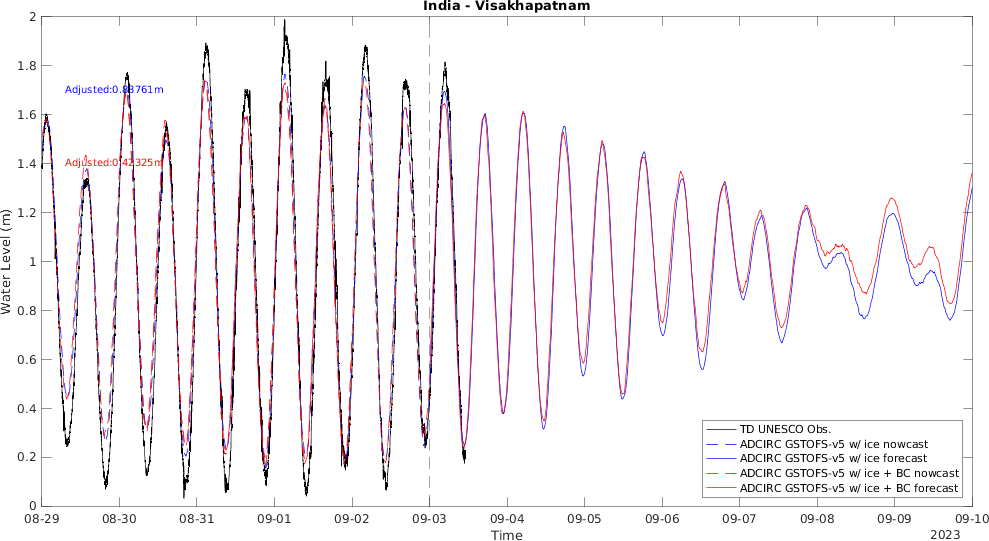 India - Visakhapatnam
2
1.8
1.6
1.4
1.2
1
0.8
0.6
0.4
0.2
0
Water Level (m)
Adjusted:0.83761m
Adjusted:0.42325m
TD UNESCO Obs.
ADCIRC GSTOFS-v5 w/ ice nowcast
ADCIRC GSTOFS-v5 w/ ice forecast
ADCIRC GSTOFS-v5 w/ ice + BC nowcast
ADCIRC GSTOFS-v5 w/ ice + BC forecast
08-29 08-30 08-31 09-01 09-02 09-03 09-04 09-05 09-06 09-07 09-08 09-09 09-10
Time
2023